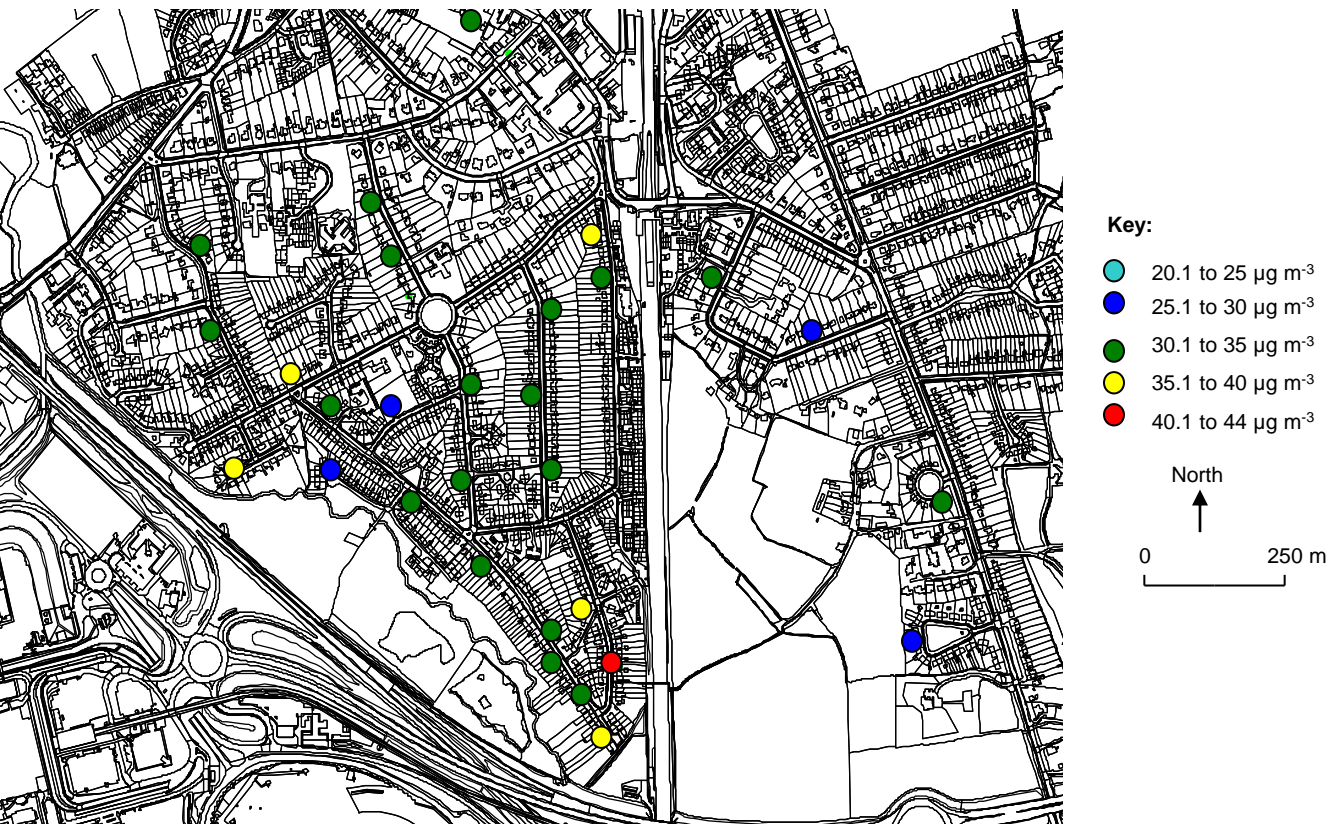 Key:
20.1 to 25 µg m-3
25.1 to 30 µg m-3
30.1 to 35 µg m-3
35.1 to 40 µg m-3
40.1 to 44 µg m-3
North
0 250 m